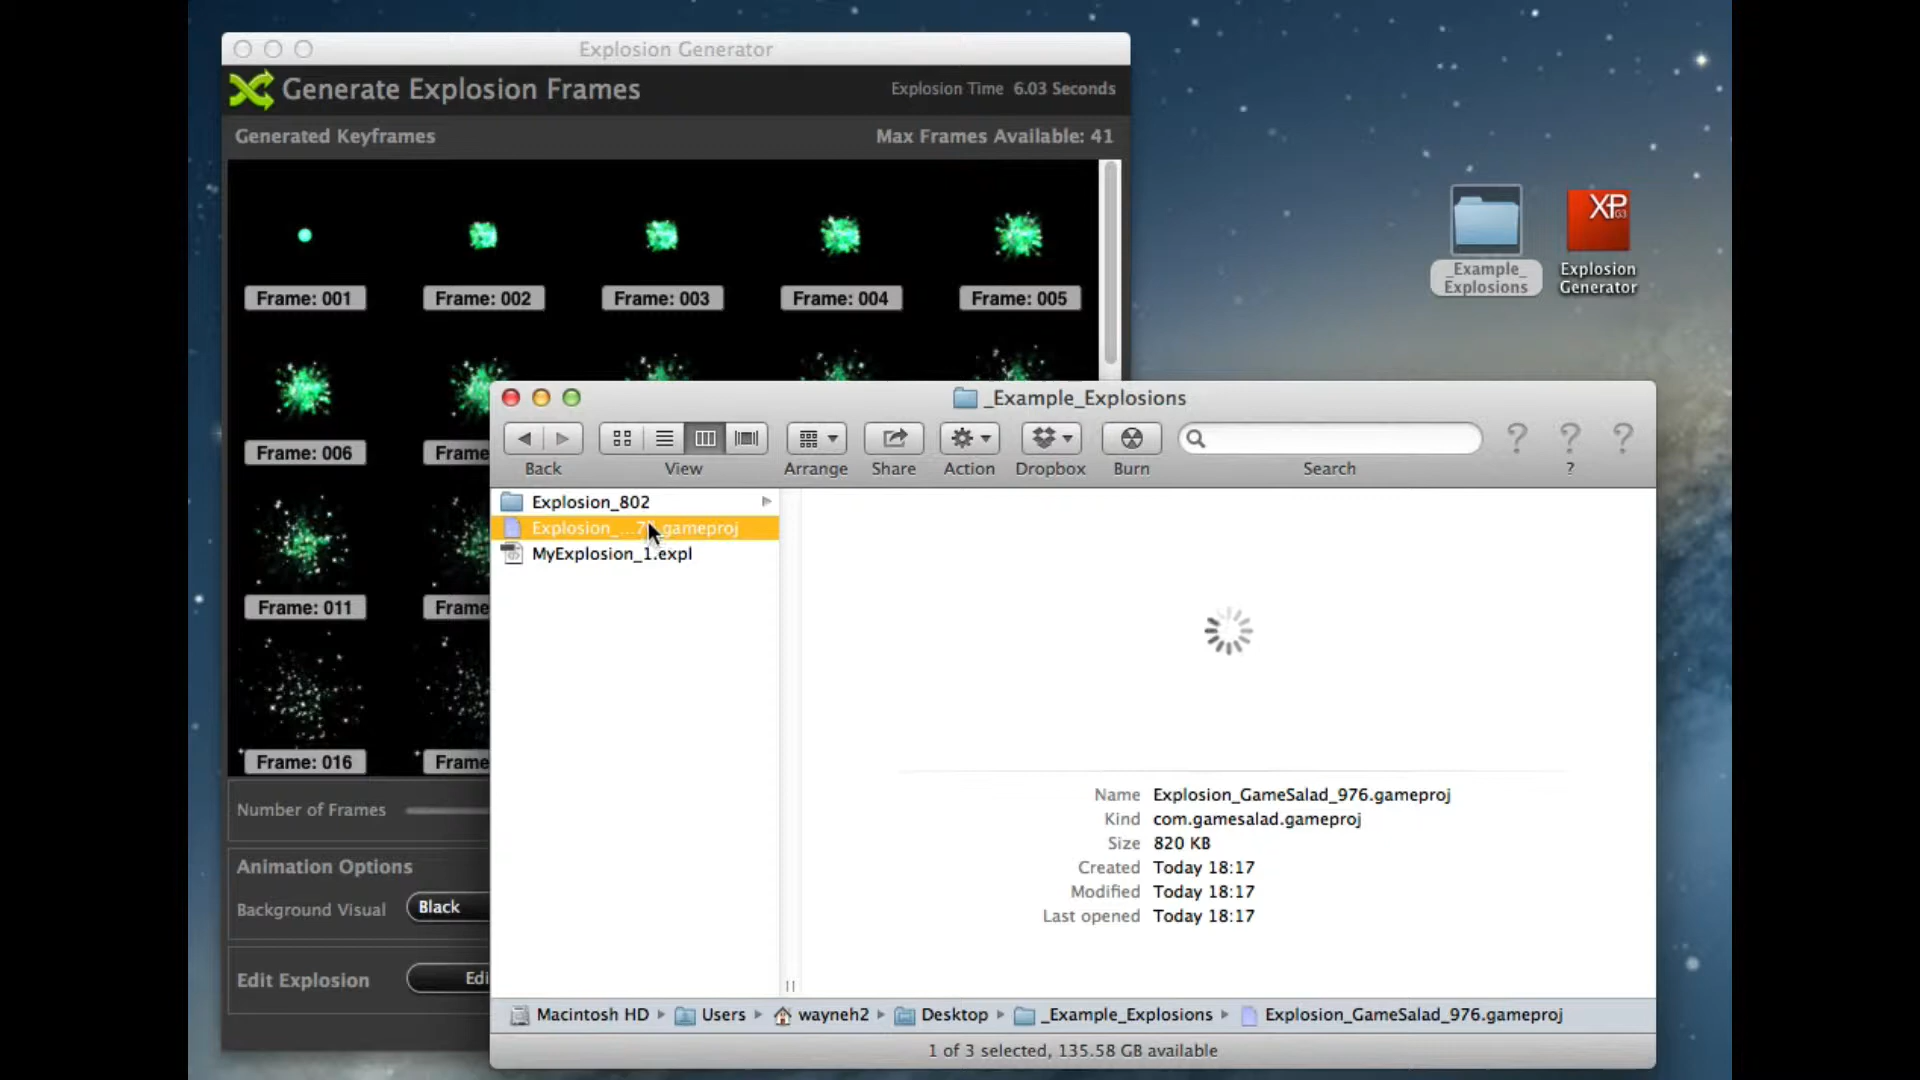 Explosion Generator
Generate Explosion Frames
Explosion Time 6.03 Seconds
Generated Keyframes
Max Frames Available: 41
Frame: 001
Frame: 002
Frame: 003
Frame: 004
Frame: 005
Frame: 006
Frame: 011
Frame: 016
Number of Frames
Animation Options
Background Visual
Black
Edit Explosion
XP
_Example_
Explosions
Explosion
Generator
_Example_Explosions
Back
View
Arrange
Share
Action
Dropbox
Burn
Search
? ? ?
?
Explosion_802
Explosion_...7 .gameproj
MyExplosion_1.expl
Name Explosion_GameSalad_976.gameproj
Kind com.gamesalad.gameproj
Size 820 KB
Created Today 18:17
Modified Today 18:17
Last opened Today 18:17
Macintosh HD
Users
wayneh2
Desktop
_Example_Explosions
Explosion_GameSalad_976.gameproj
1 of 3 selected, 135.58 GB available